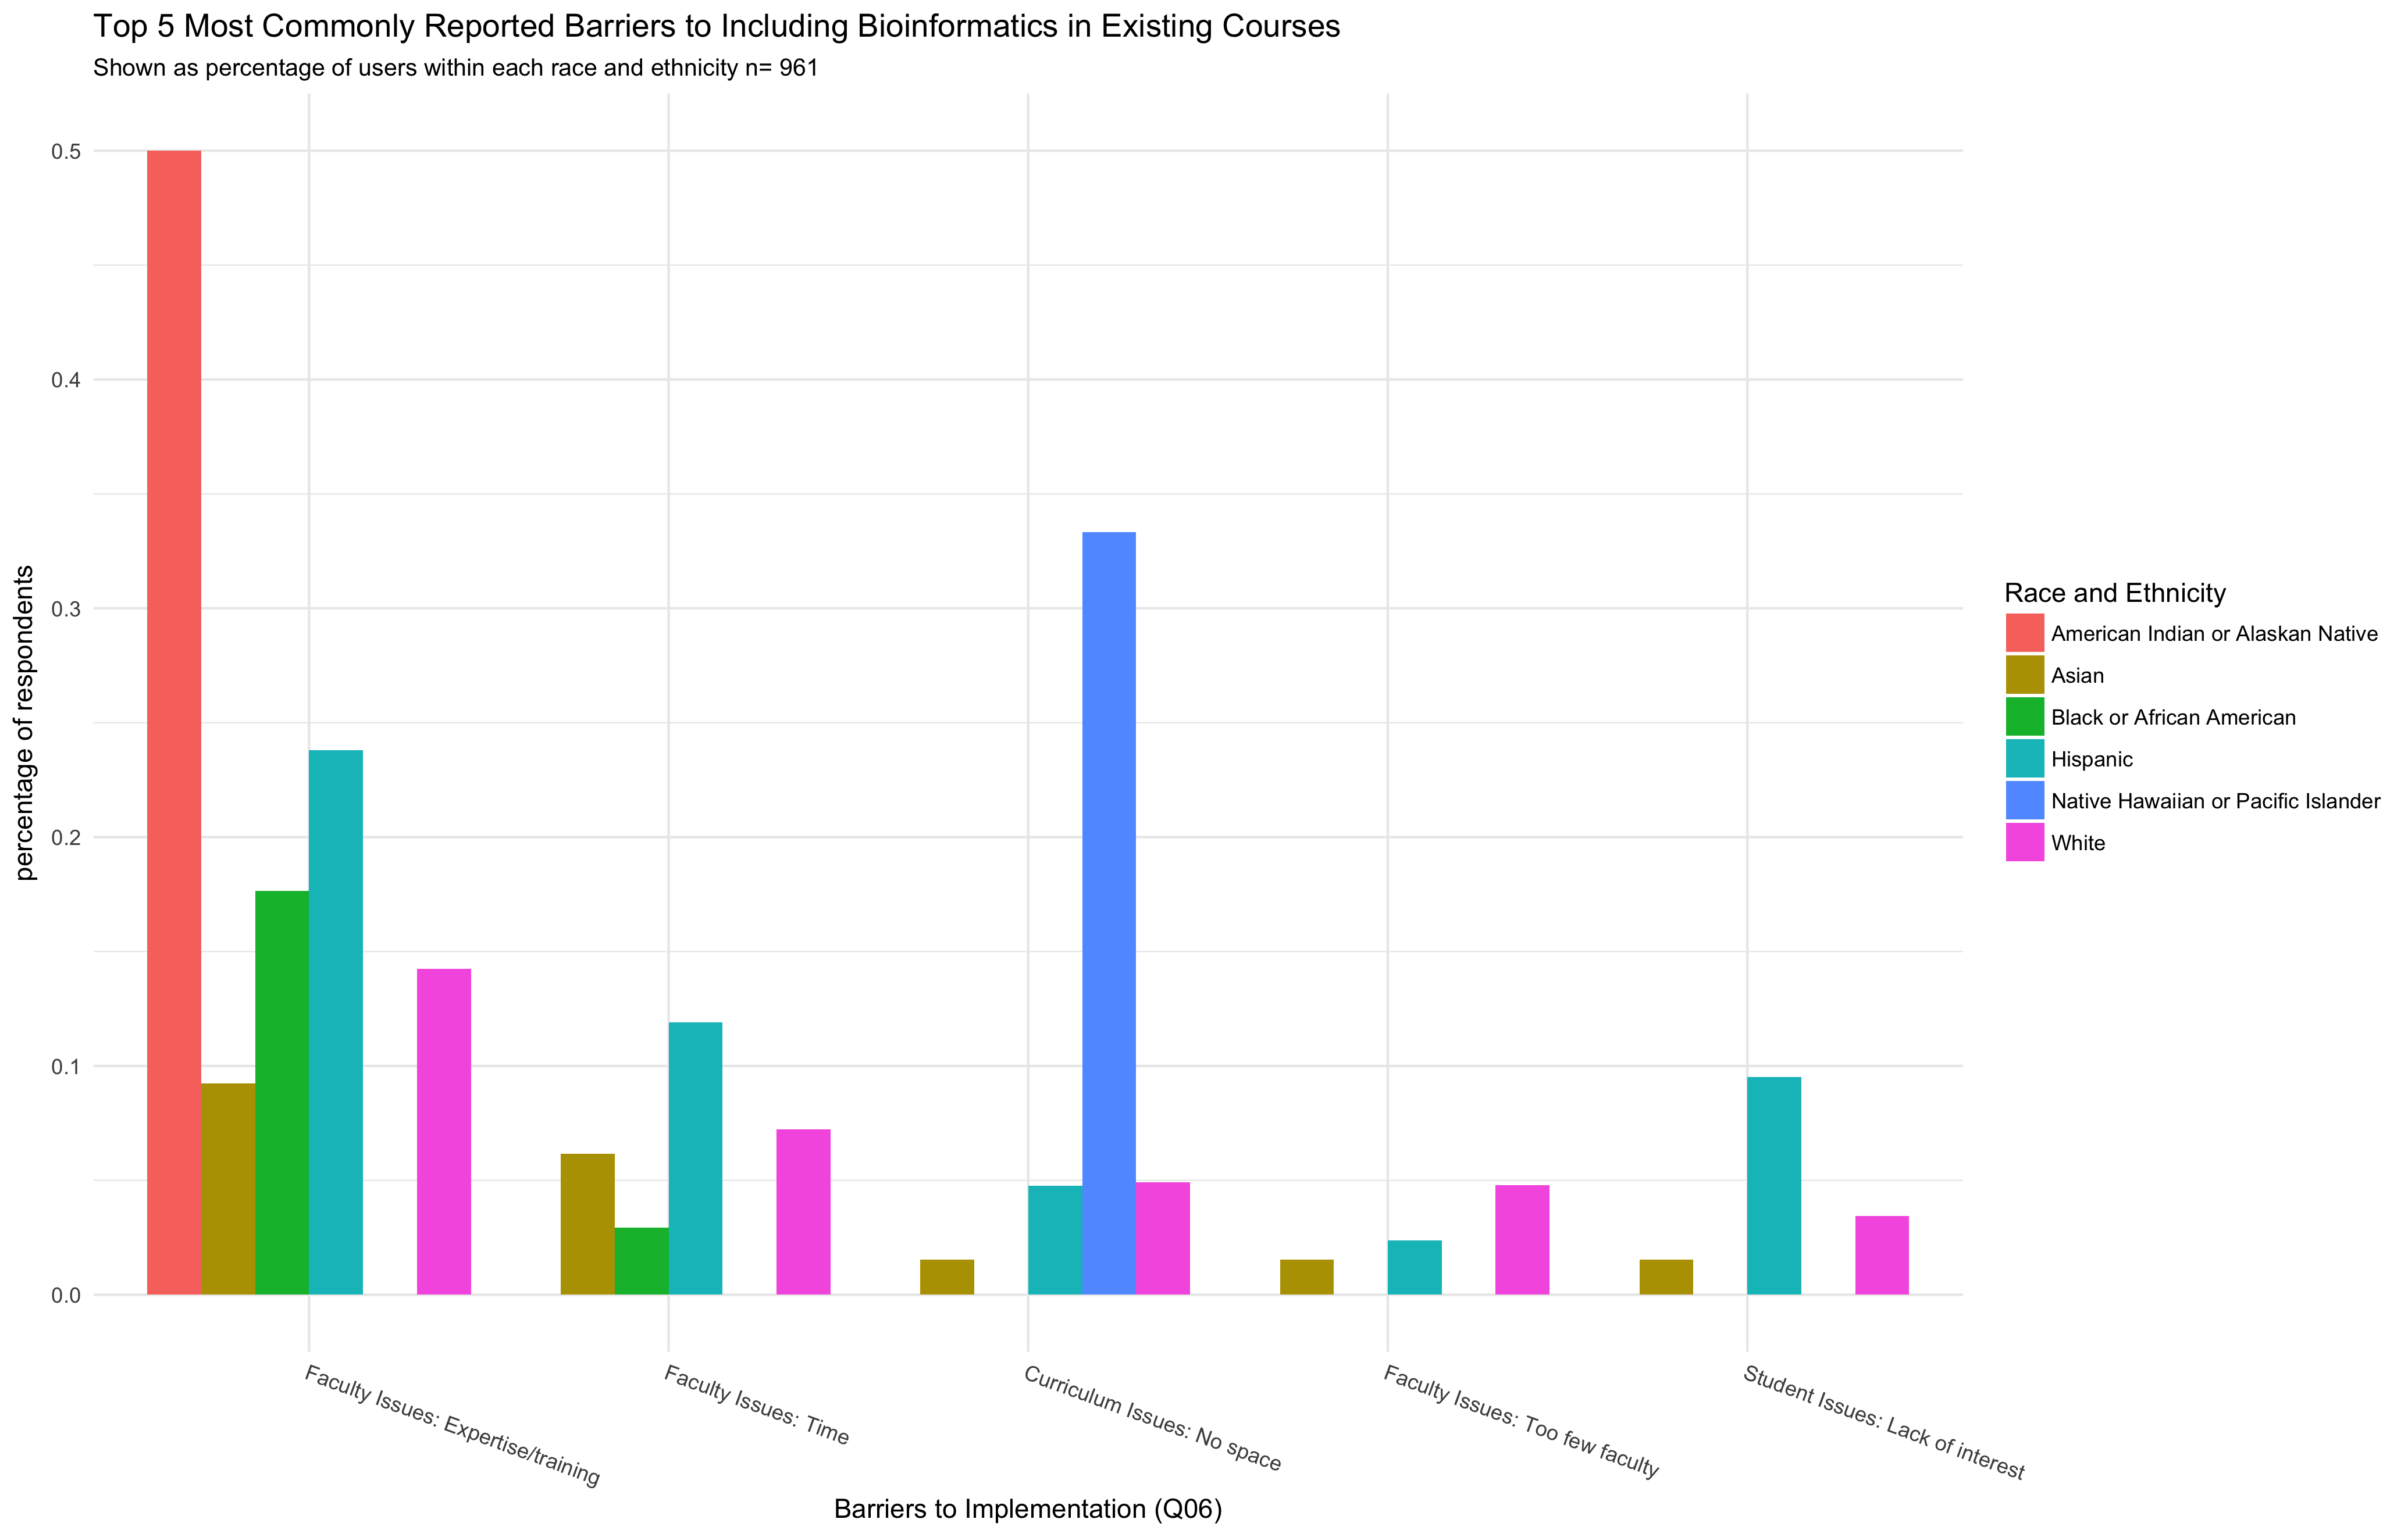 Top 5 Most Commonly Reported Barriers to Including Bioinformatics in Existing Courses
Shown as percentage of users within each race and ethnicity n= 961
percentage of respondents
0.5
0.4
0.3
0.2
0.1
0.0
Faculty Issues: Expertise/training
Faculty Issues: Time
Curriculum Issues: No space
Faculty Issues: Too few faculty
Student Issues: Lack of interest
Barriers to Implementation (Q06)
Race and Ethnicity
American Indian or Alaskan Native
Asian
Black or African American
Hispanic
Native Hawaiian or Pacific Islander
White